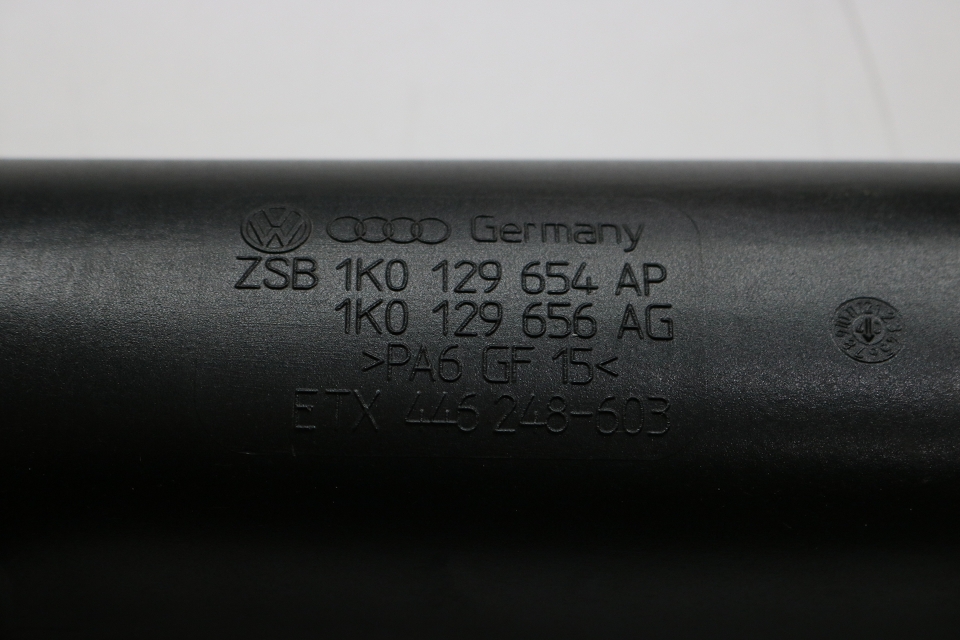 Germany
ZSB 1K0 129 654 AP
1K0 129 656 AG
>PA6 GF 15<
ETX 446 248-603